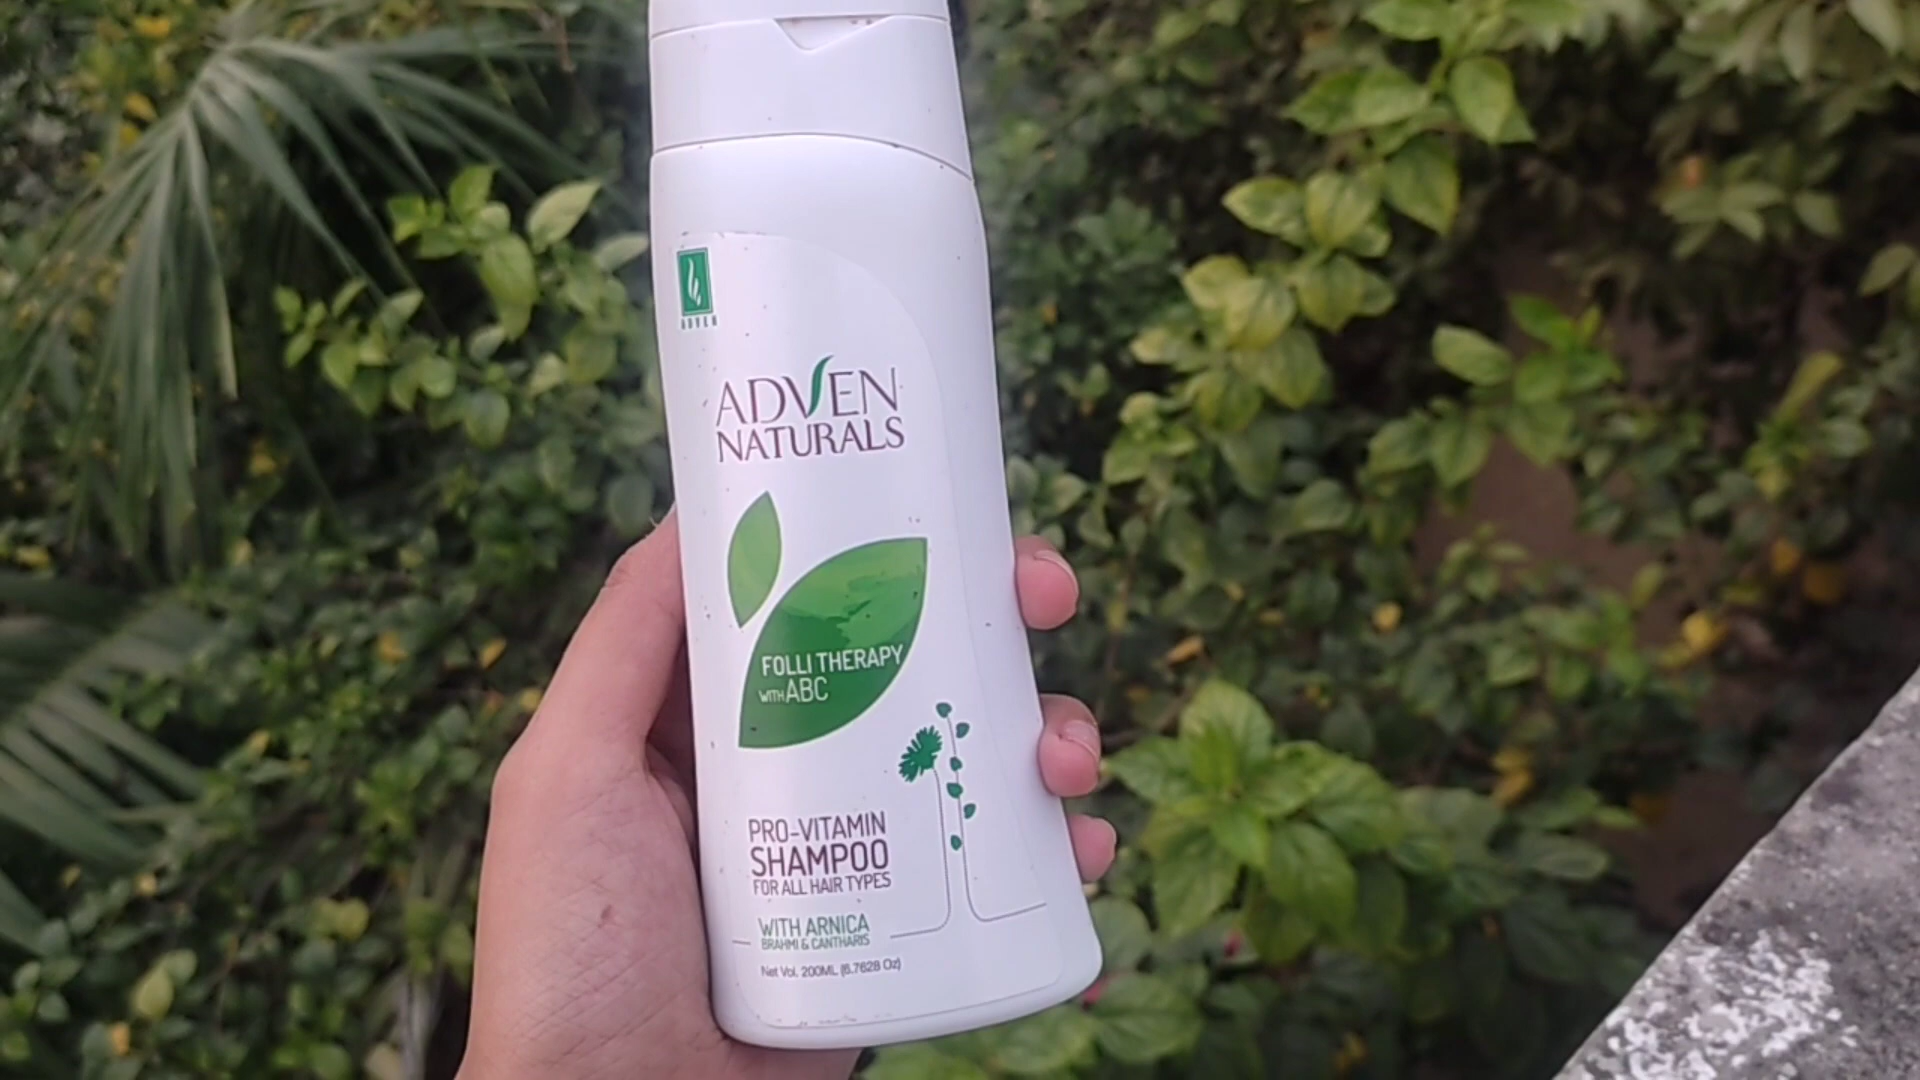 ADVEN
ADVEN
NATURALS
FOLLI THERAPY
WITH ABC
PRO-VITAMIN
SHAMPOO
FOR ALL HAIR TYPES
WITH ARNICA
BRAHMI & CANTHARIS
Net Vol. 200ML (6.7628 Oz)